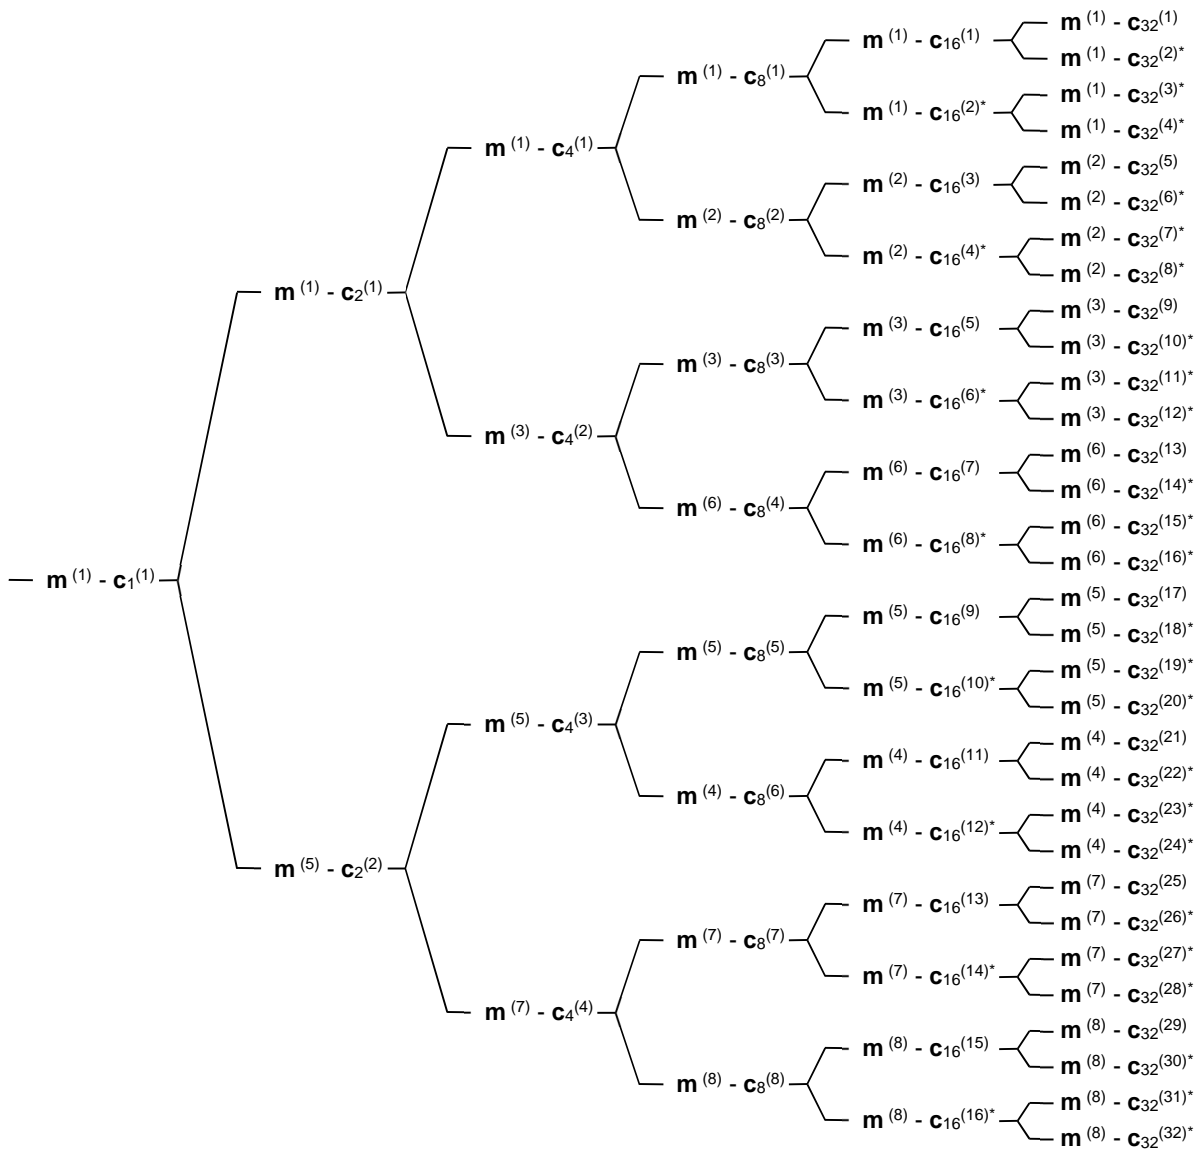 m (1) - c1(1)
m (1) - c2(1)
m (5) - c2(2)
m (1) - c4(1)
m (3) - c4(2)
m (5) - c4(3)
m (7) - c4(4)
m (1) - c8(1)
m (2) - c8(2)
m (3) - c8(3)
m (6) - c8(4)
m (5) - c8(5)
m (4) - c8(6)
m (7) - c8(7)
m (8) - c8(8)
m (1) - c16(1)
m (1) - c16(2)*
m (2) - c16(3)
m (2) - c16(4)*
m (3) - c16(5)
m (3) - c16(6)*
m (6) - c16(7)
m (6) - c16(8)*
m (5) - c16(9)
m (5) - c16(10)*
m (4) - c16(11)
m (4) - c16(12)*
m (7) - c16(13)
m (7) - c16(14)*
m (8) - c16(15)
m (8) - c16(16)*
m (1) - c32(1)
m (1) - c32(2)*
m (1) - c32(3)*
m (1) - c32(4)*
m (2) - c32(5)
m (2) - c32(6)*
m (2) - c32(7)*
m (2) - c32(8)*
m (3) - c32(9)
m (3) - c32(10)*
m (3) - c32(11)*
m (3) - c32(12)*
m (6) - c32(13)
m (6) - c32(14)*
m (6) - c32(15)*
m (6) - c32(16)*
m (5) - c32(17)
m (5) - c32(18)*
m (5) - c32(19)*
m (5) - c32(20)*
m (4) - c32(21)
m (4) - c32(22)*
m (4) - c32(23)*
m (4) - c32(24)*
m (7) - c32(25)
m (7) - c32(26)*
m (7) - c32(27)*
m (7) - c32(28)*
m (8) - c32(29)
m (8) - c32(30)*
m (8) - c32(31)*
m (8) - c32(32)*